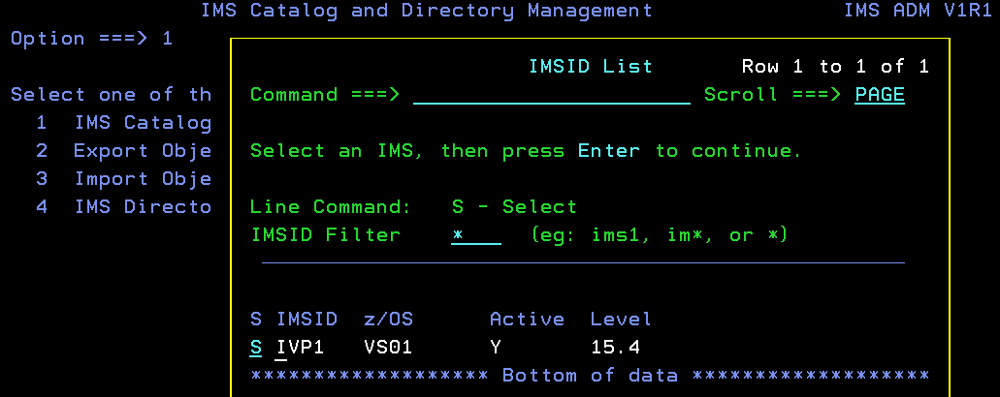 IMS Catalog and Directory Management IMS ADM V1R1
Option ===> 1
IMSID List Row 1 to 1 of 1
Select one of th Command ===> Scroll ===> PAGE
1 IMS Catalog
2 Export Obje Select an IMS, then press Enter to continue.
3 Import Obje
4 IMS Directo Line Command: S - Select
IMSID Filter * (eg: ims1, im*, or *)
S IMSID z/OS Active Level
S IVP1 VS01 Y 15.4
******************* Bottom of data *******************